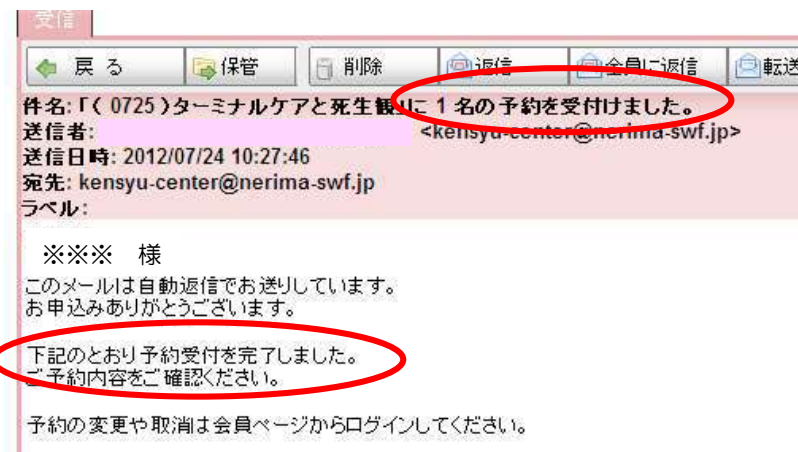 受信
戻る 保管 削除 返信 全員に返信 転送
件名:「( 0725 )ターミナルケアと死生観」に 1 名の予約を受付けました。
送信者: <kensyu-center@nerima-swf.jp>
送信日時: 2012/07/24 10:27:46
宛先: kensyu-center@nerima-swf.jp
ラベル:
※※※ 様
このメールは自動返信でお送りしています。
お申込みありがとうございます。
下記のとおり予約受付を完了しました。
ご予約内容をご確認ください。
予約の変更や取消は会員ページからログインしてください。